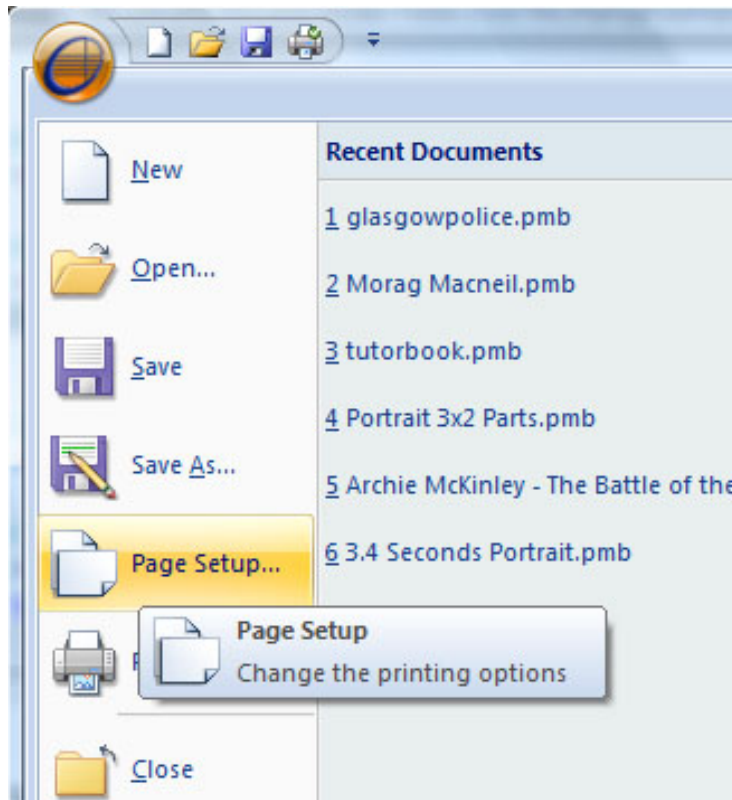 New
Open...
Save
Save As...
Page Setup...
Close
Recent Documents
1 glasgowpolice.pmb
2 Morag Macneil.pmb
3 tutorbook.pmb
4 Portrait 3x2 Parts.pmb
5 Archie McKinley - The Battle of the
6 3.4 Seconds Portrait.pmb
Page Setup
Change the printing options